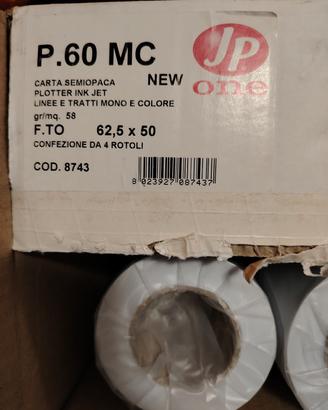 P.60 MC
JP
one
NEW
CARTA SEMIOPACA
PLOTTER INK JET
LINEE E TRATTI MONO E COLORE
gr/mq. 58
F.TO 62,5 x 50
CONFEZIONE DA 4 ROTOLI
COD. 8743
8 023927 087437